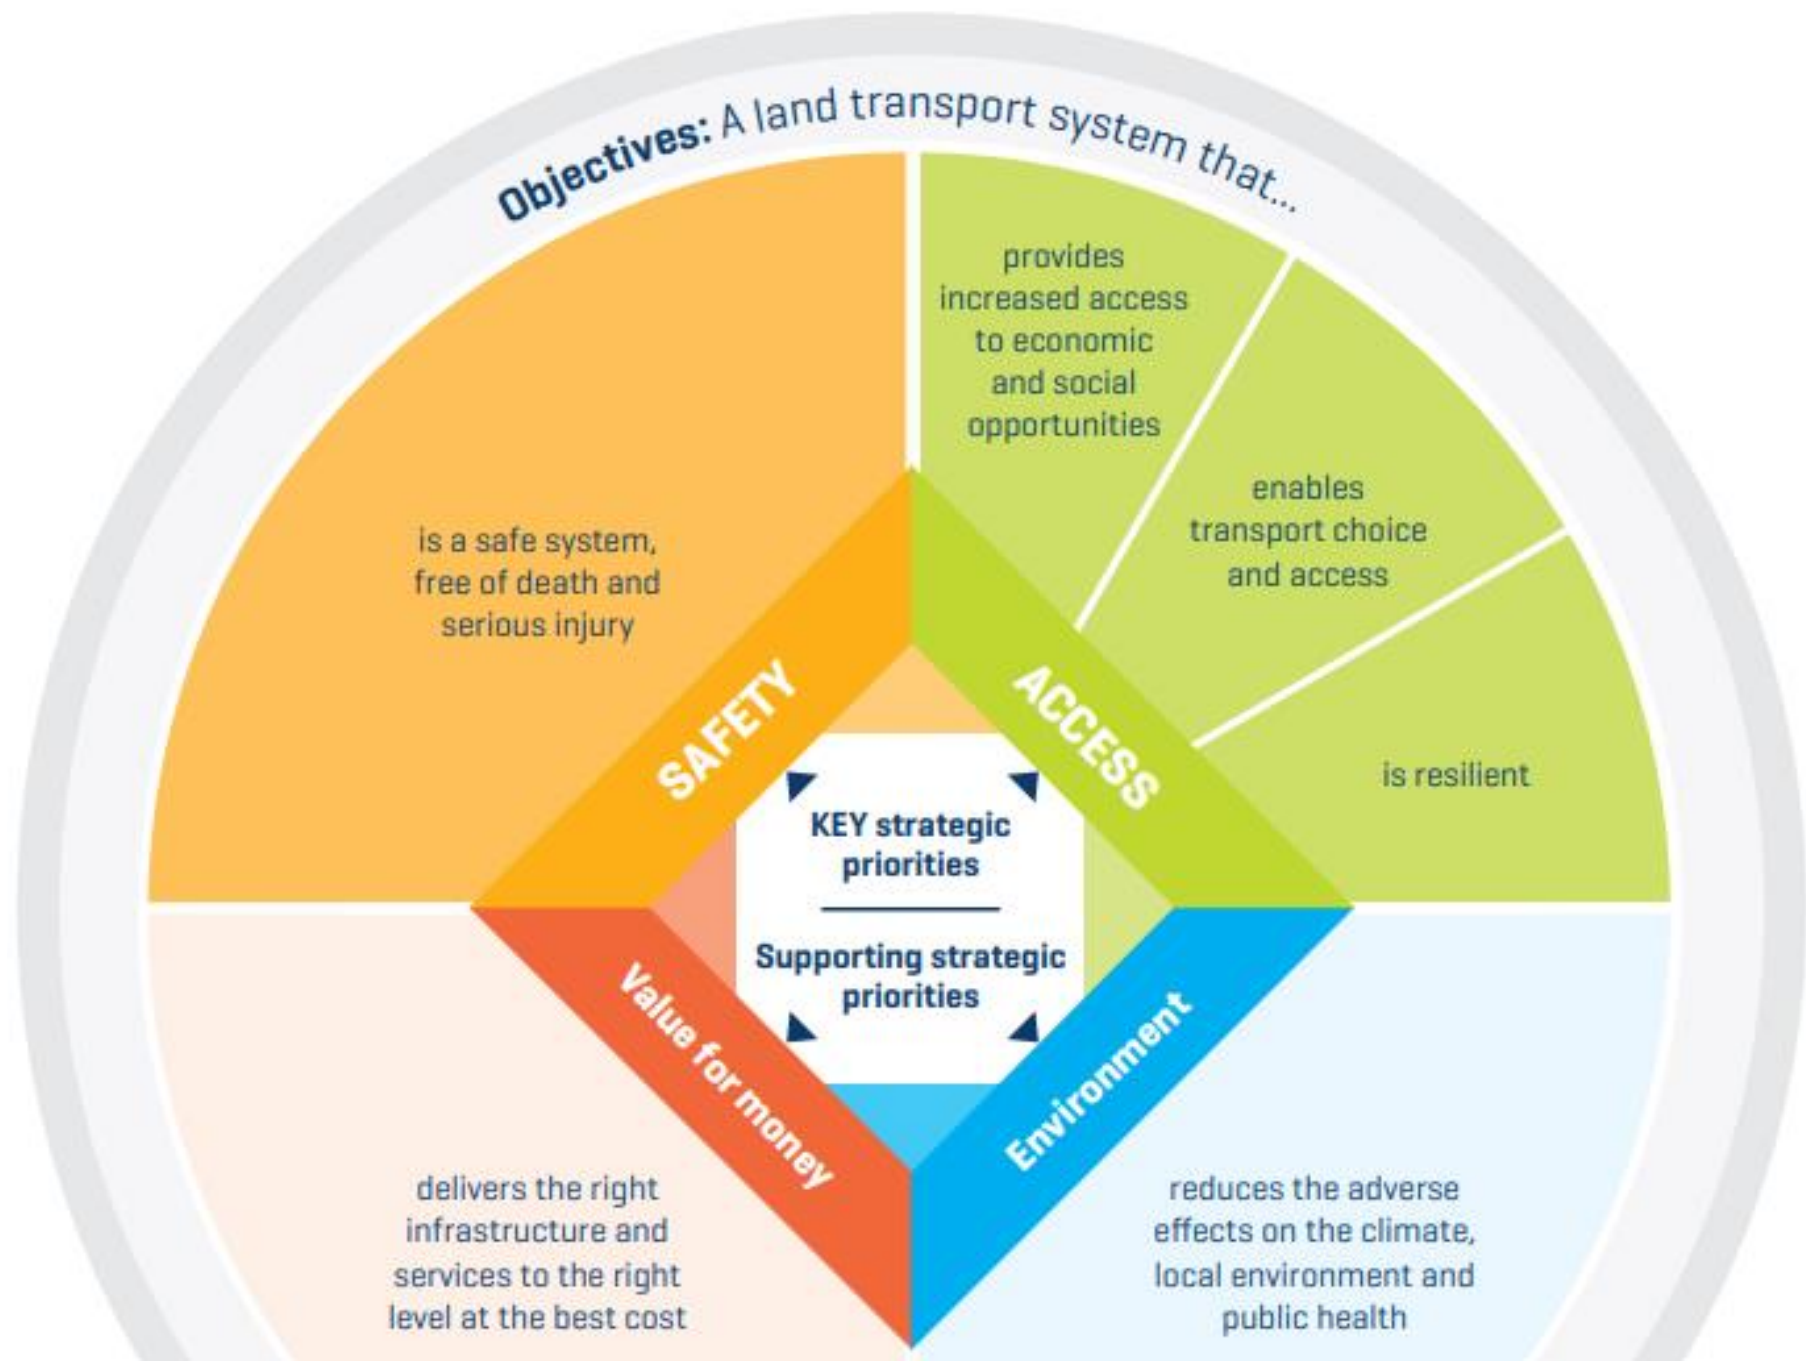 Objectives: A land transport system that...
provides
increased access
to economic
and social
opportunities
enables
transport choice
and access
is resilient
is a safe system,
free of death and
serious injury
SAFETY
ACCESS
KEY strategic
priorities
Supporting strategic
priorities
Value for money
Environment
delivers the right
infrastructure and
services to the right
level at the best cost
reduces the adverse
effects on the climate,
local environment and
public health